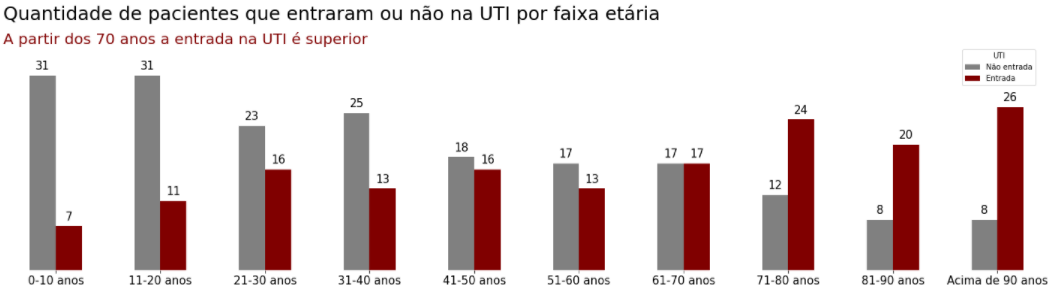 Quantidade de pacientes que entraram ou não na UTI por faixa etária
A partir dos 70 anos a entrada na UTI é superior
UTI
Não entrada
Entrada
31 7 31 11 23 16 25 13 18 16 17 13 17 17 12 24 8 20 8 26
0-10 anos 11-20 anos 21-30 anos 31-40 anos 41-50 anos 51-60 anos 61-70 anos 71-80 anos 81-90 anos Acima de 90 anos